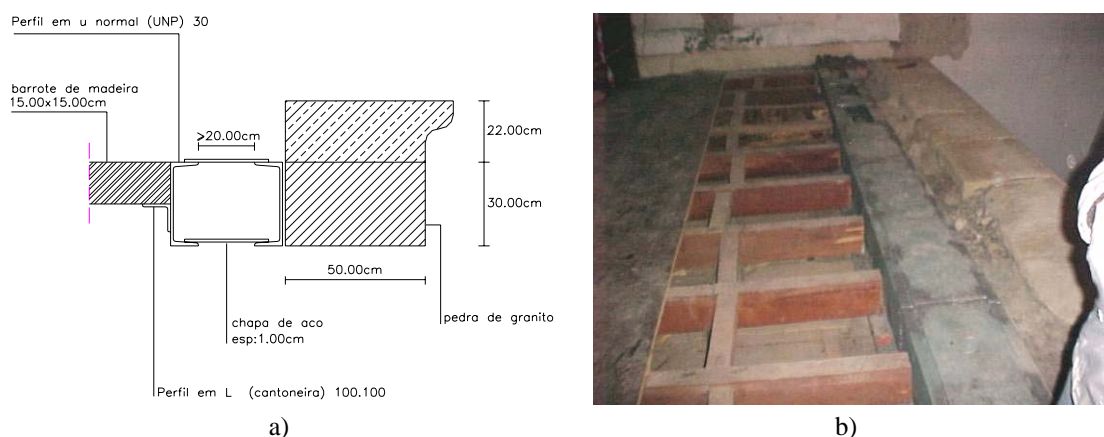 Perfil em u normal (UNP) 30
barrote de madeira
15.00x15.00cm
>20.00cm
22.00cm
30.00cm
50.00cm
chapa de aco
esp:1.00cm
pedra de granito
Perfil em L (cantoneira) 100.100
a)
b)